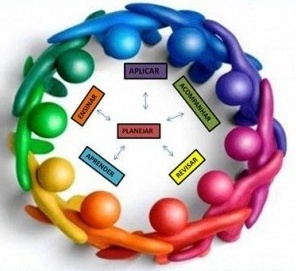 APLICAR
ENSINAR
ACOMPANHAR
PLANEJAR
APRENDER
REVISAR